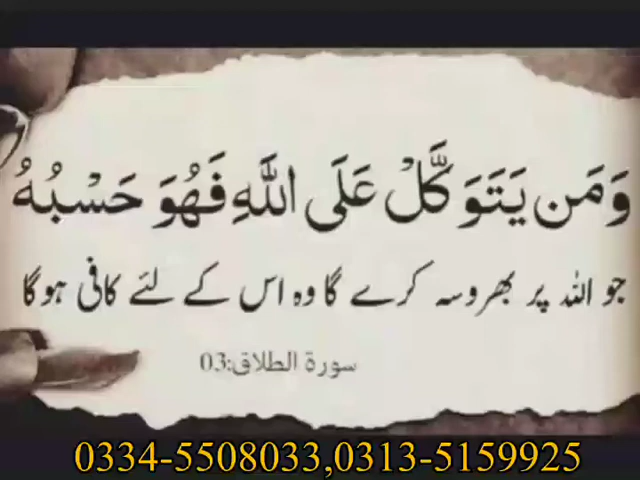 وَمَن يَتَوَكَّلْ عَلَى اللَّهِ فَهُوَ حَسْبُهُ
جو اللہ پر بھروسہ کرے گا وہ اس کے لئے کافی ہوگا
سورة الطلاق:03
0334-5508033,0313-5159925